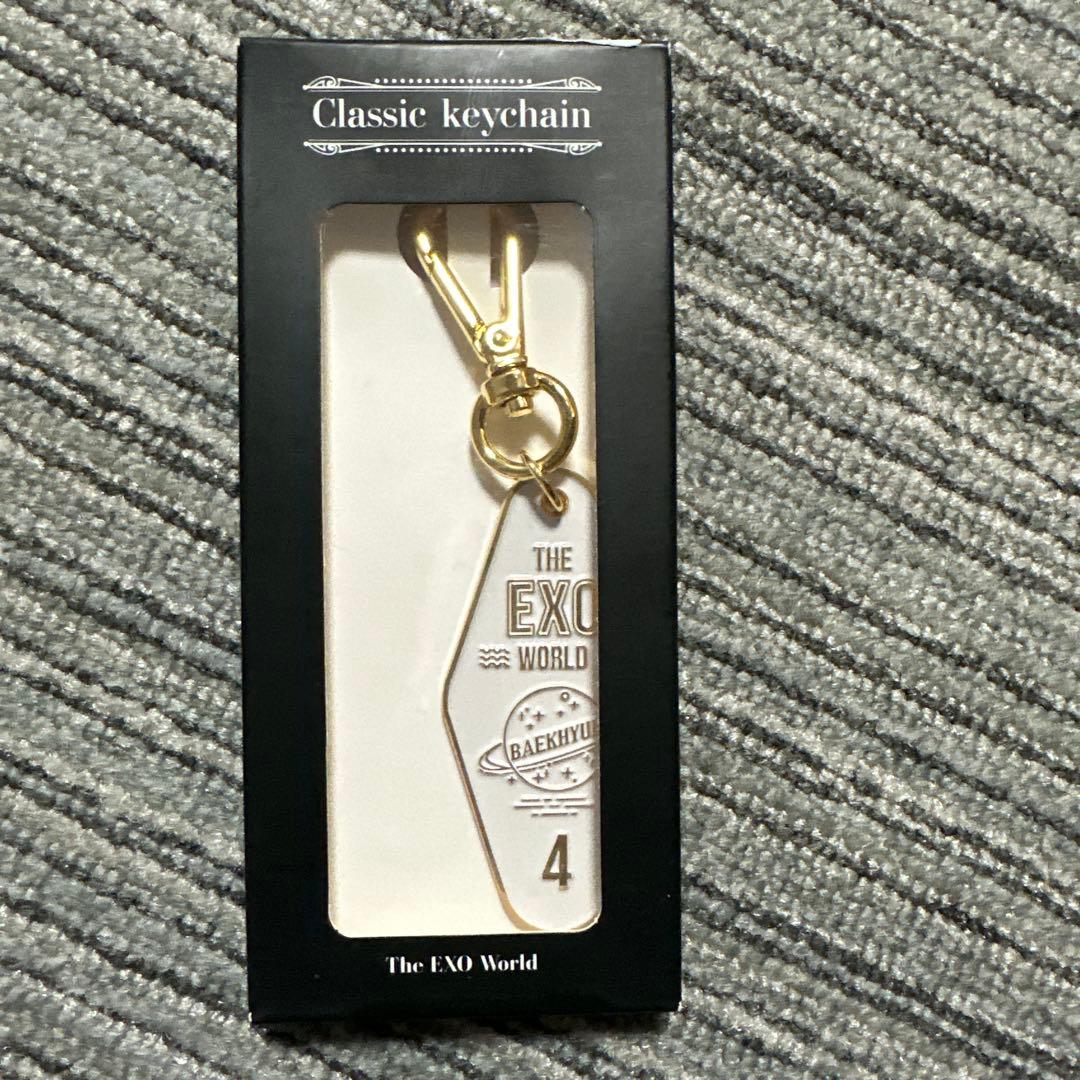 Classic keychain
THE
EXO
WORLD
BAEKHYU
4
The EXO World